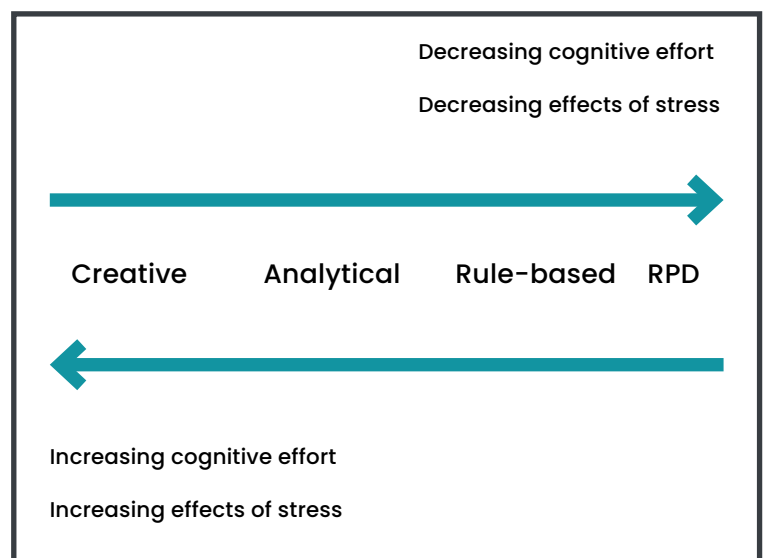 Decreasing cognitive effort
Decreasing effects of stress
Creative Analytical Rule-based RPD
Increasing cognitive effort
Increasing effects of stress